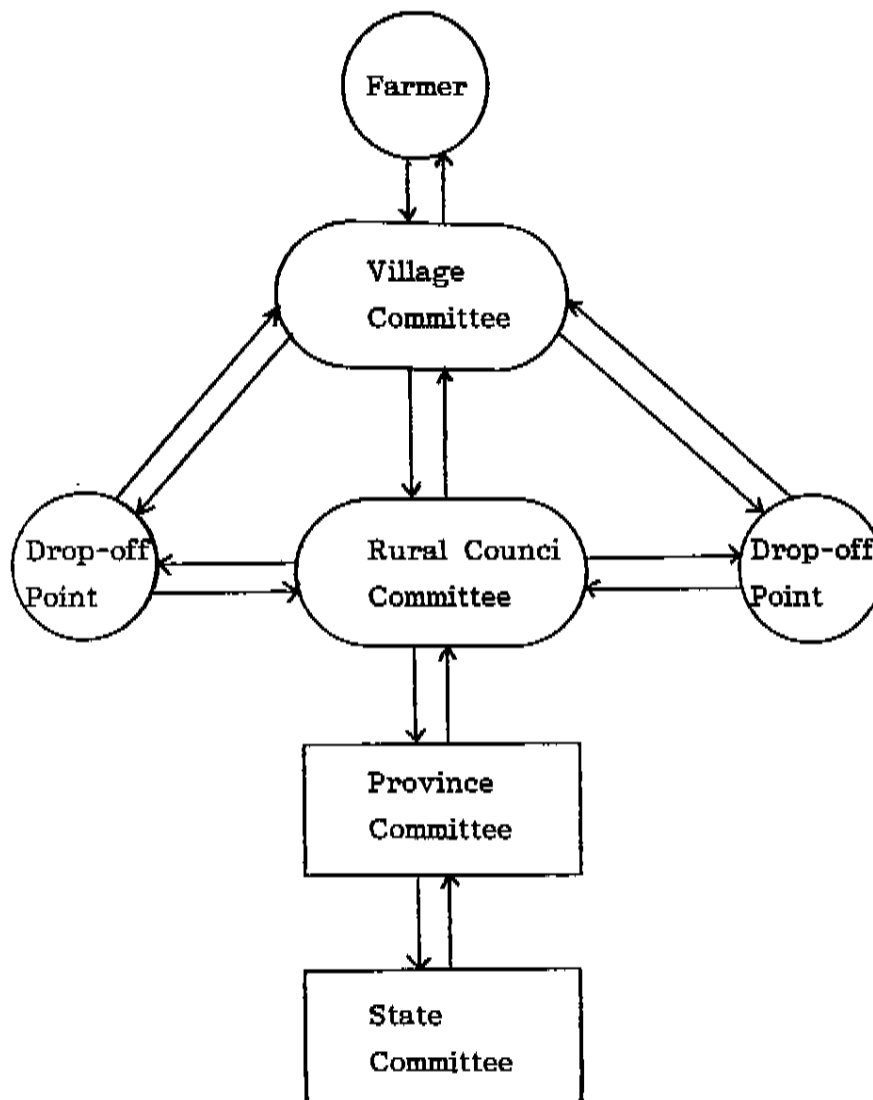 Farmer
Village
Committee
Drop-off
Point
Rural Counci
Committee
Drop-off
Point
Province
Committee
State
Committee